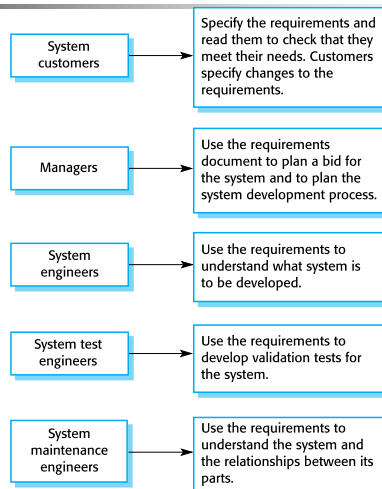 System
customers
Specify the requirements and
read them to check that they
meet their needs. Customers
specify changes to the
requirements.
Managers
Use the requirements
document to plan a bid for
the system and to plan the
system development process.
System
engineers
Use the requirements to
understand what system is
to be developed.
System test
engineers
Use the requirements to
develop validation tests for
the system.
System
maintenance
engineers
Use the requirements to
understand the system and
the relationships between its
parts.